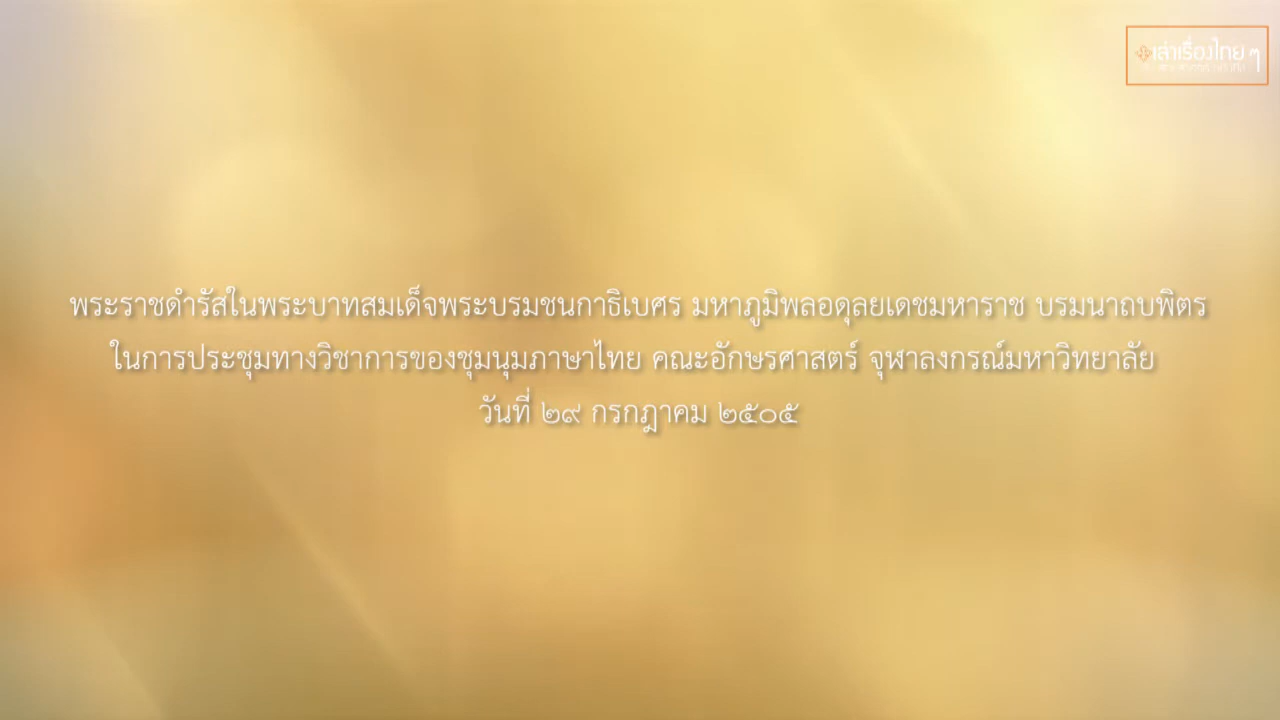 เล่าเรื่องไทย ๆ
พระราชดำรัสในพระบาทสมเด็จพระบรมชนกาธิเบศร มหาภูมิพลอดุลยเดชมหาราช บรมนาถบพิตร
ในการประชุมทางวิชาการของชุมนุมภาษาไทย คณะอักษรศาสตร์ จุฬาลงกรณ์มหาวิทยาลัย
วันที่ ๒๙ กรกฎาคม ๒๕๐๕